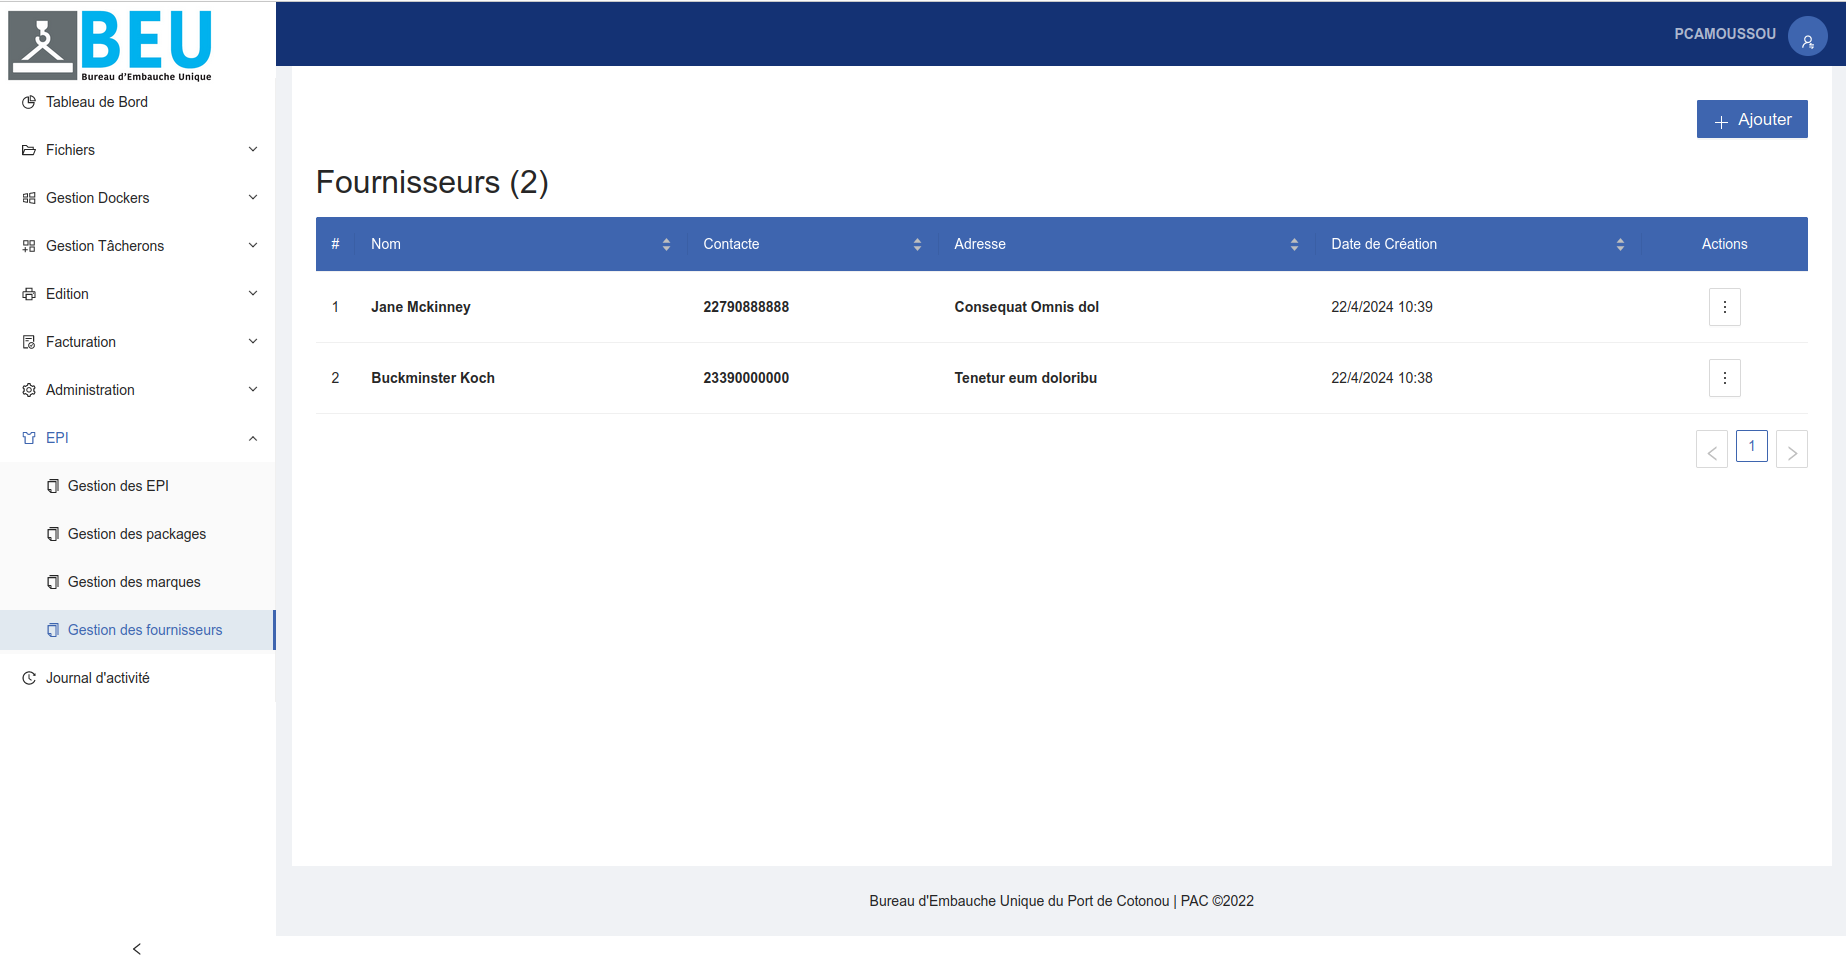 BEU
Bureau d'Embauche Unique
PCAMOUSSOU
Tableau de Bord
Fichiers
Gestion Dockers
Gestion Tâcherons
Edition
Facturation
Administration
EPI
Gestion des EPI
Gestion des packages
Gestion des marques
Gestion des fournisseurs
Journal d'activité
Ajouter
Fournisseurs (2)
# Nom Contacte Adresse Date de Création Actions
1 Jane Mckinney 22790888888 Consequat Omnis dol 22/4/2024 10:39
2 Buckminster Koch 23390000000 Tenetur eum doloribu 22/4/2024 10:38
1
Bureau d'Embauche Unique du Port de Cotonou | PAC ©2022